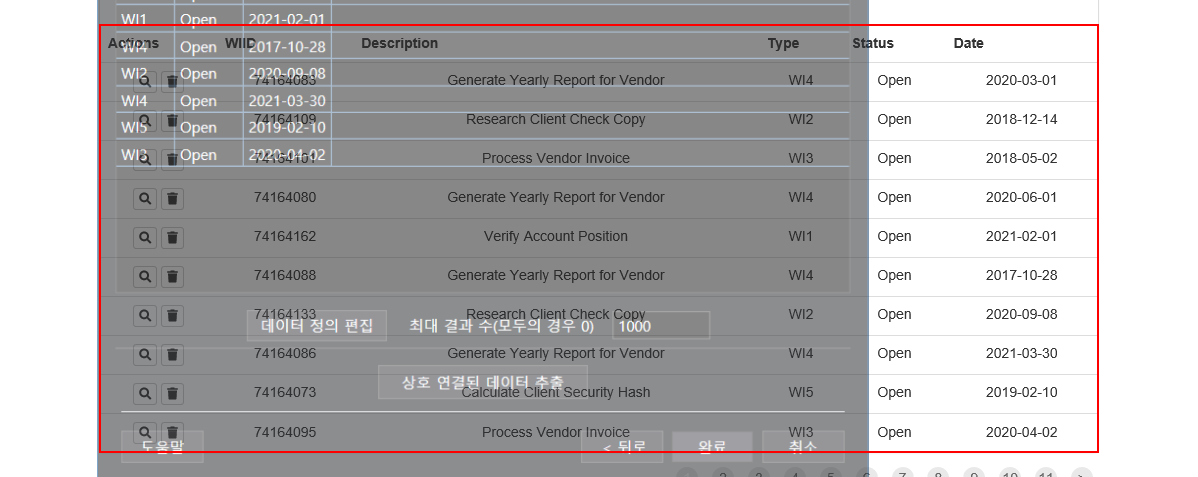 WI1 Open 2021-02-01
Actions WIID Description Type Status Date
WI4 Open 2017-10-28
WI2 Open 2020-09-08
74164083 Generate Yearly Report for Vendor WI4 Open 2020-03-01
WI4 Open 2021-03-30
74164109 Research Client Check Copy WI2 Open 2018-12-14
WI5 Open 2019-02-10
WI3 Open 2020-04-02
Process Vendor Invoice WI3 Open 2018-05-02
74164080 Generate Yearly Report for Vendor WI4 Open 2020-06-01
74164162 Verify Account Position WI1 Open 2021-02-01
74164088 Generate Yearly Report for Vendor WI4 Open 2017-10-28
74164133 Research Client Check Copy WI2 Open 2020-09-08
데이터 정의 편집 최대 결과 수(모두의 경우 0) 1000
74164086 Generate Yearly Report for Vendor WI4 Open 2021-03-30
상호 연결된 데이터 추출
74164073 Calculate Client Security Hash WI5 Open 2019-02-10
74164095 Process Vendor Invoice WI3 Open 2020-04-02
도움말 < 뒤로 완료 취소
2 3 4 5 6 7 8 9 10 11 >